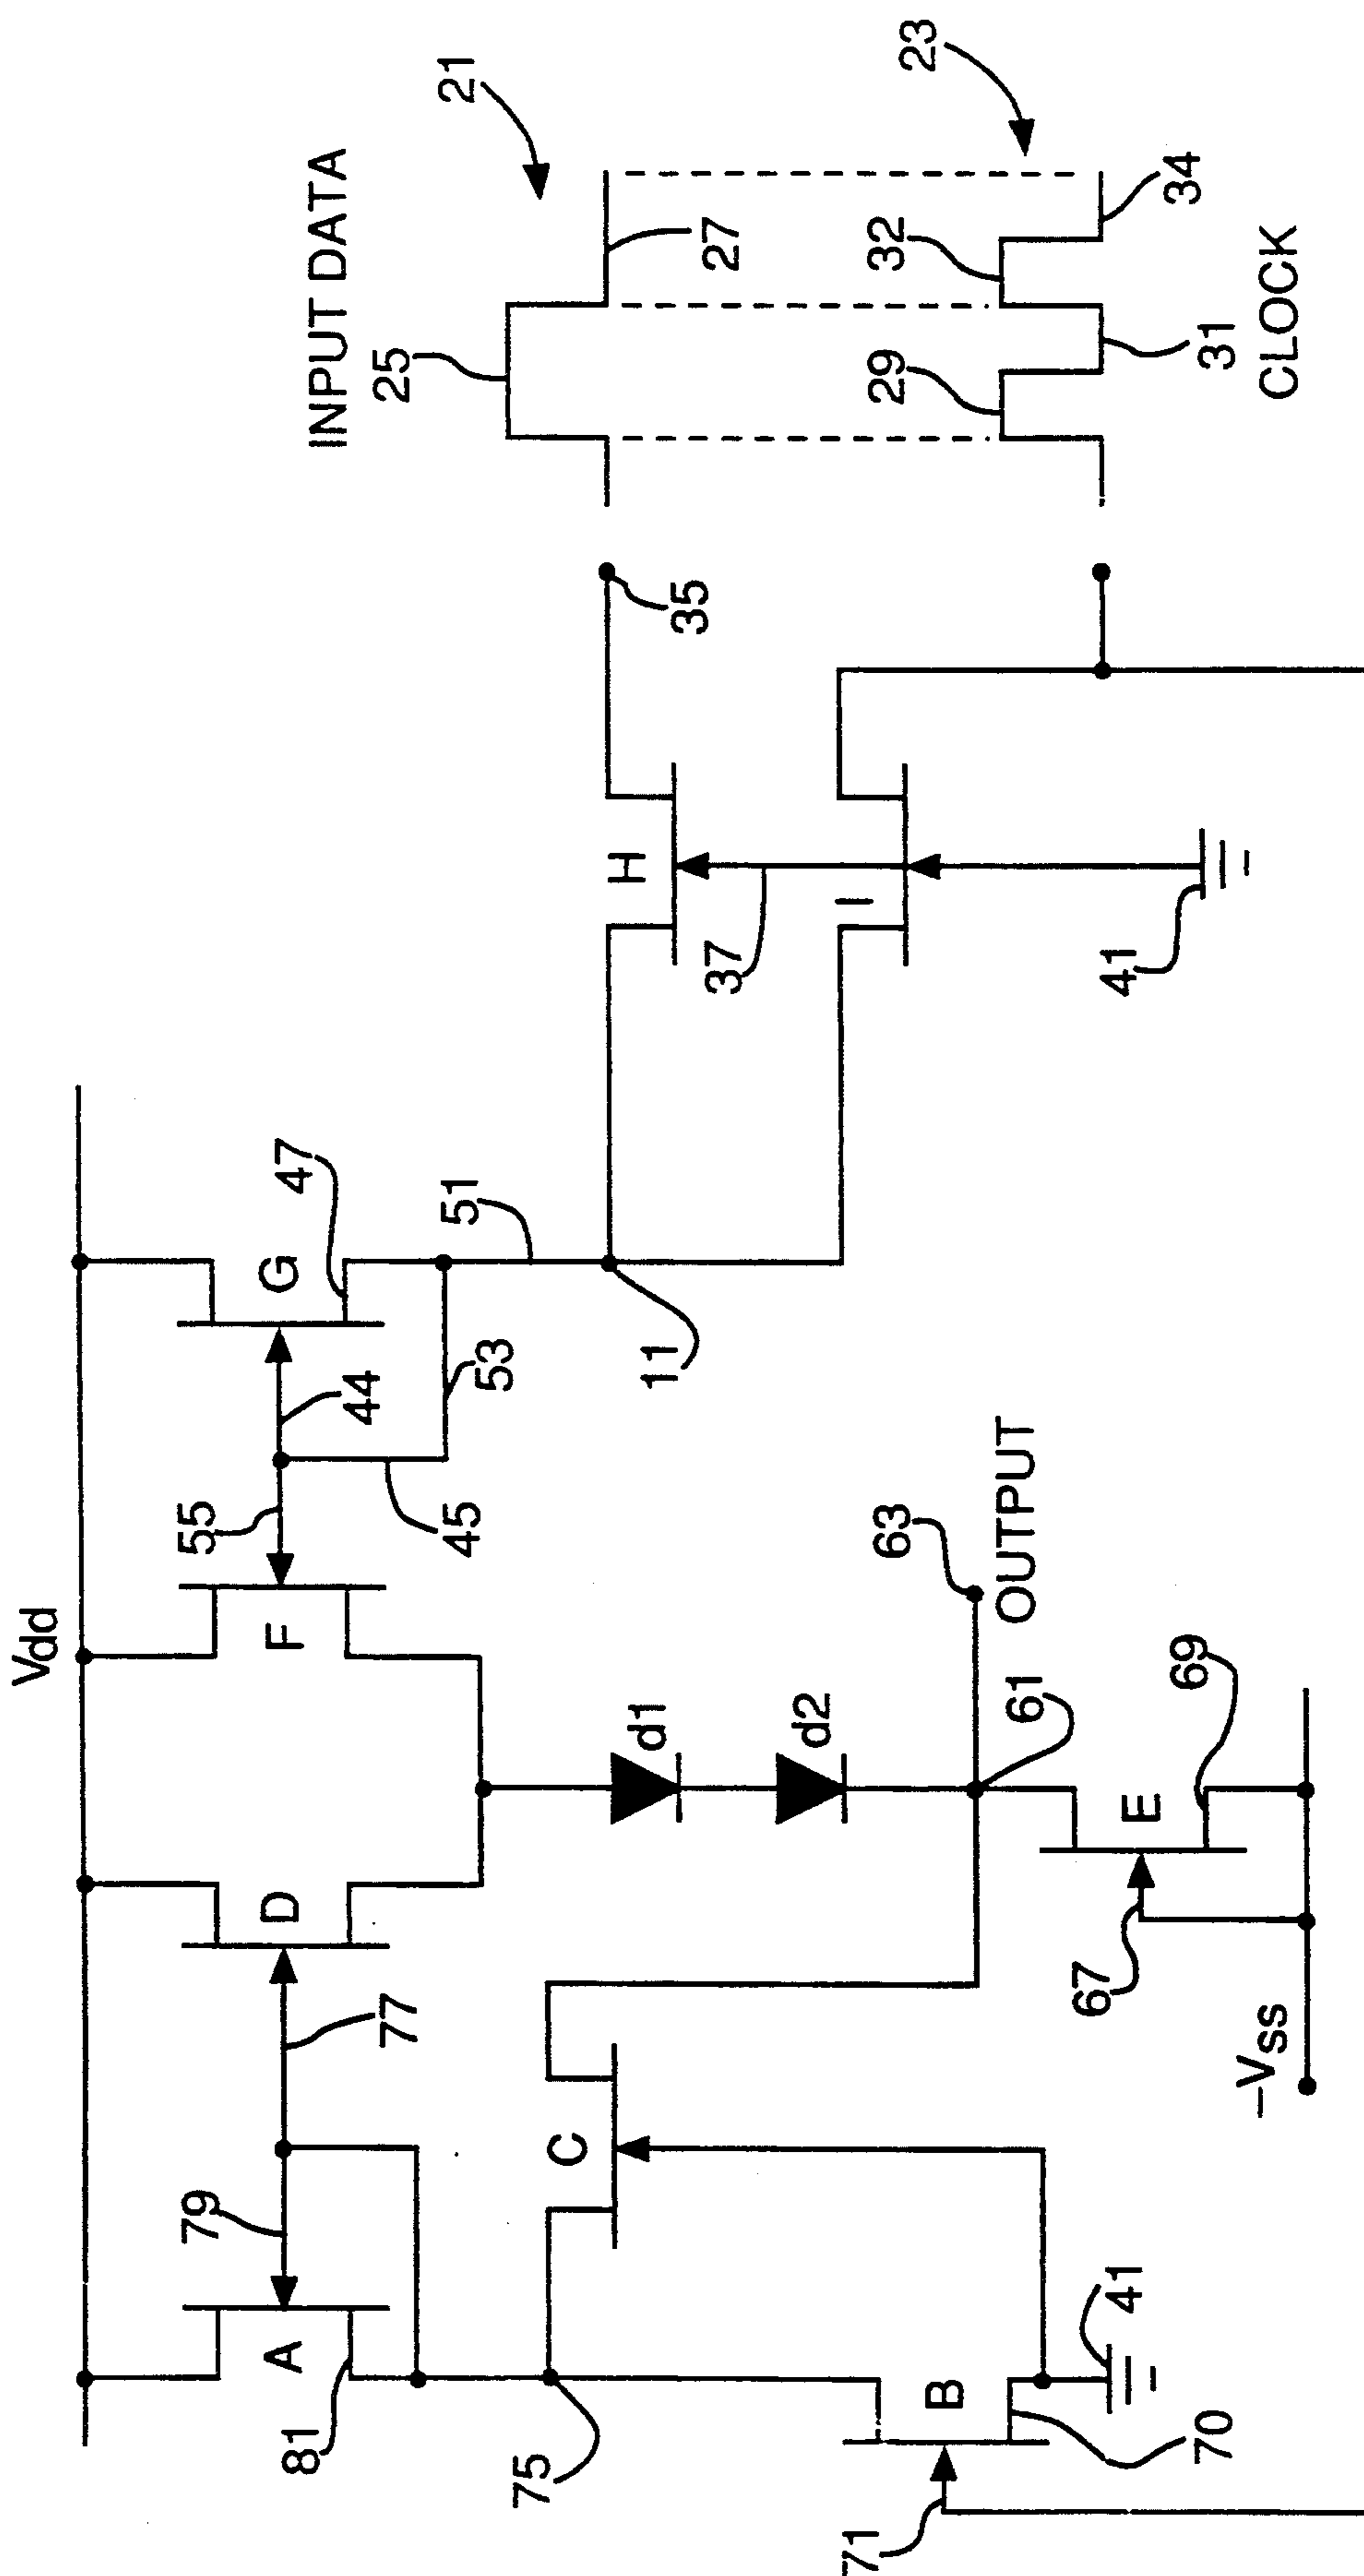 Vdd
INPUT DATA
21
25
27
29
32
23
31
34
CLOCK
35
H
37
I
41
G
47
51
44
53
55
45
11
F
D
77
79
A
81
d1
d2
63
OUTPUT
61
E
69
67
–Vss
C
75
B
41
70
71